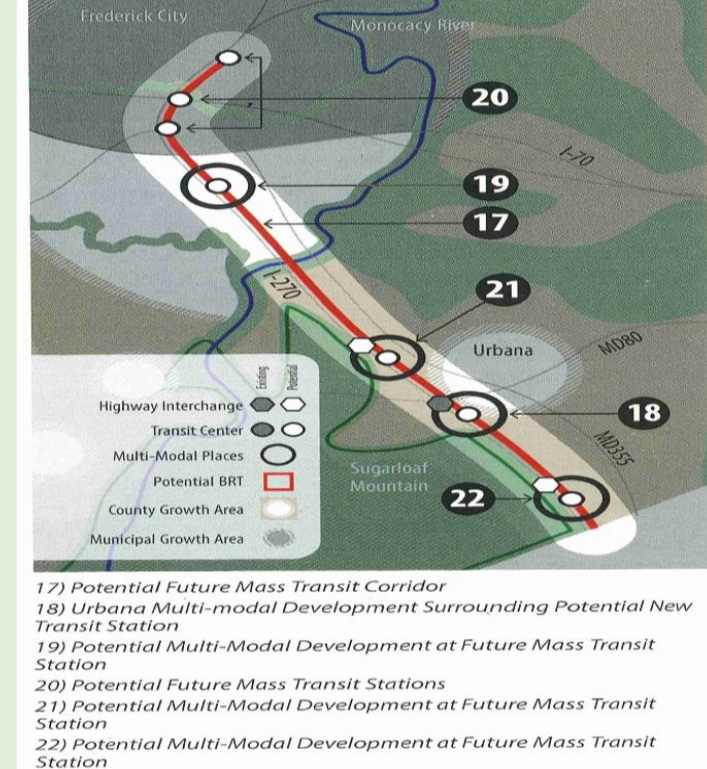 Frederick City
Monocacy River
20
I-70
19
17
I-270
21
Urbana
MD80
18
MD355
Sugarloaf
Mountain
22
Existing
Potential
Highway Interchange
Transit Center
Multi-Modal Places
Potential BRT
County Growth Area
Municipal Growth Area
17) Potential Future Mass Transit Corridor
18) Urbana Multi-modal Development Surrounding Potential New
Transit Station
19) Potential Multi-Modal Development at Future Mass Transit
Station
20) Potential Future Mass Transit Stations
21) Potential Multi-Modal Development at Future Mass Transit
Station
22) Potential Multi-Modal Development at Future Mass Transit
Station